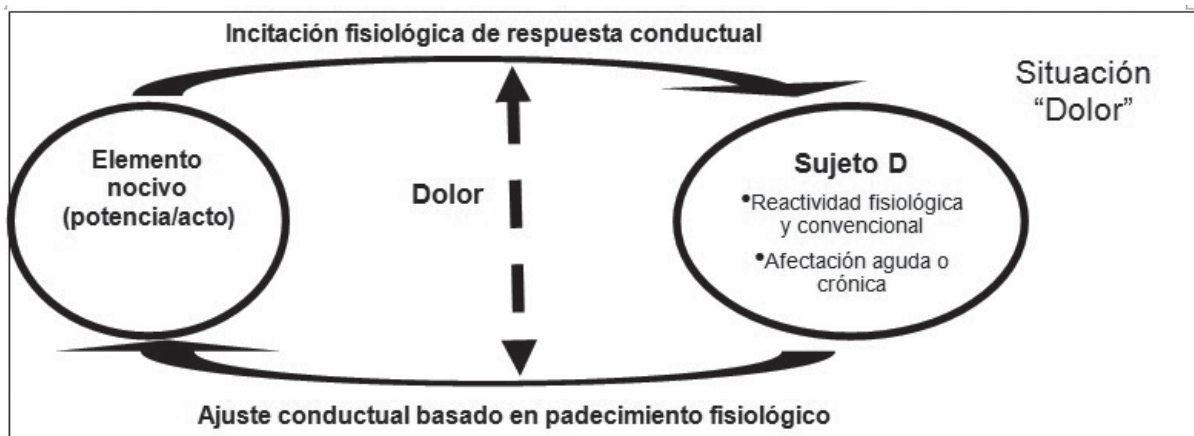 Incitación fisiológica de respuesta conductual
Situación
“Dolor”
Elemento
nocivo
(potencia/acto)
Dolor
Sujeto D
•Reactividad fisiológica
y convencional
•Afectación aguda o
crónica
Ajuste conductual basado en padecimiento fisiológico